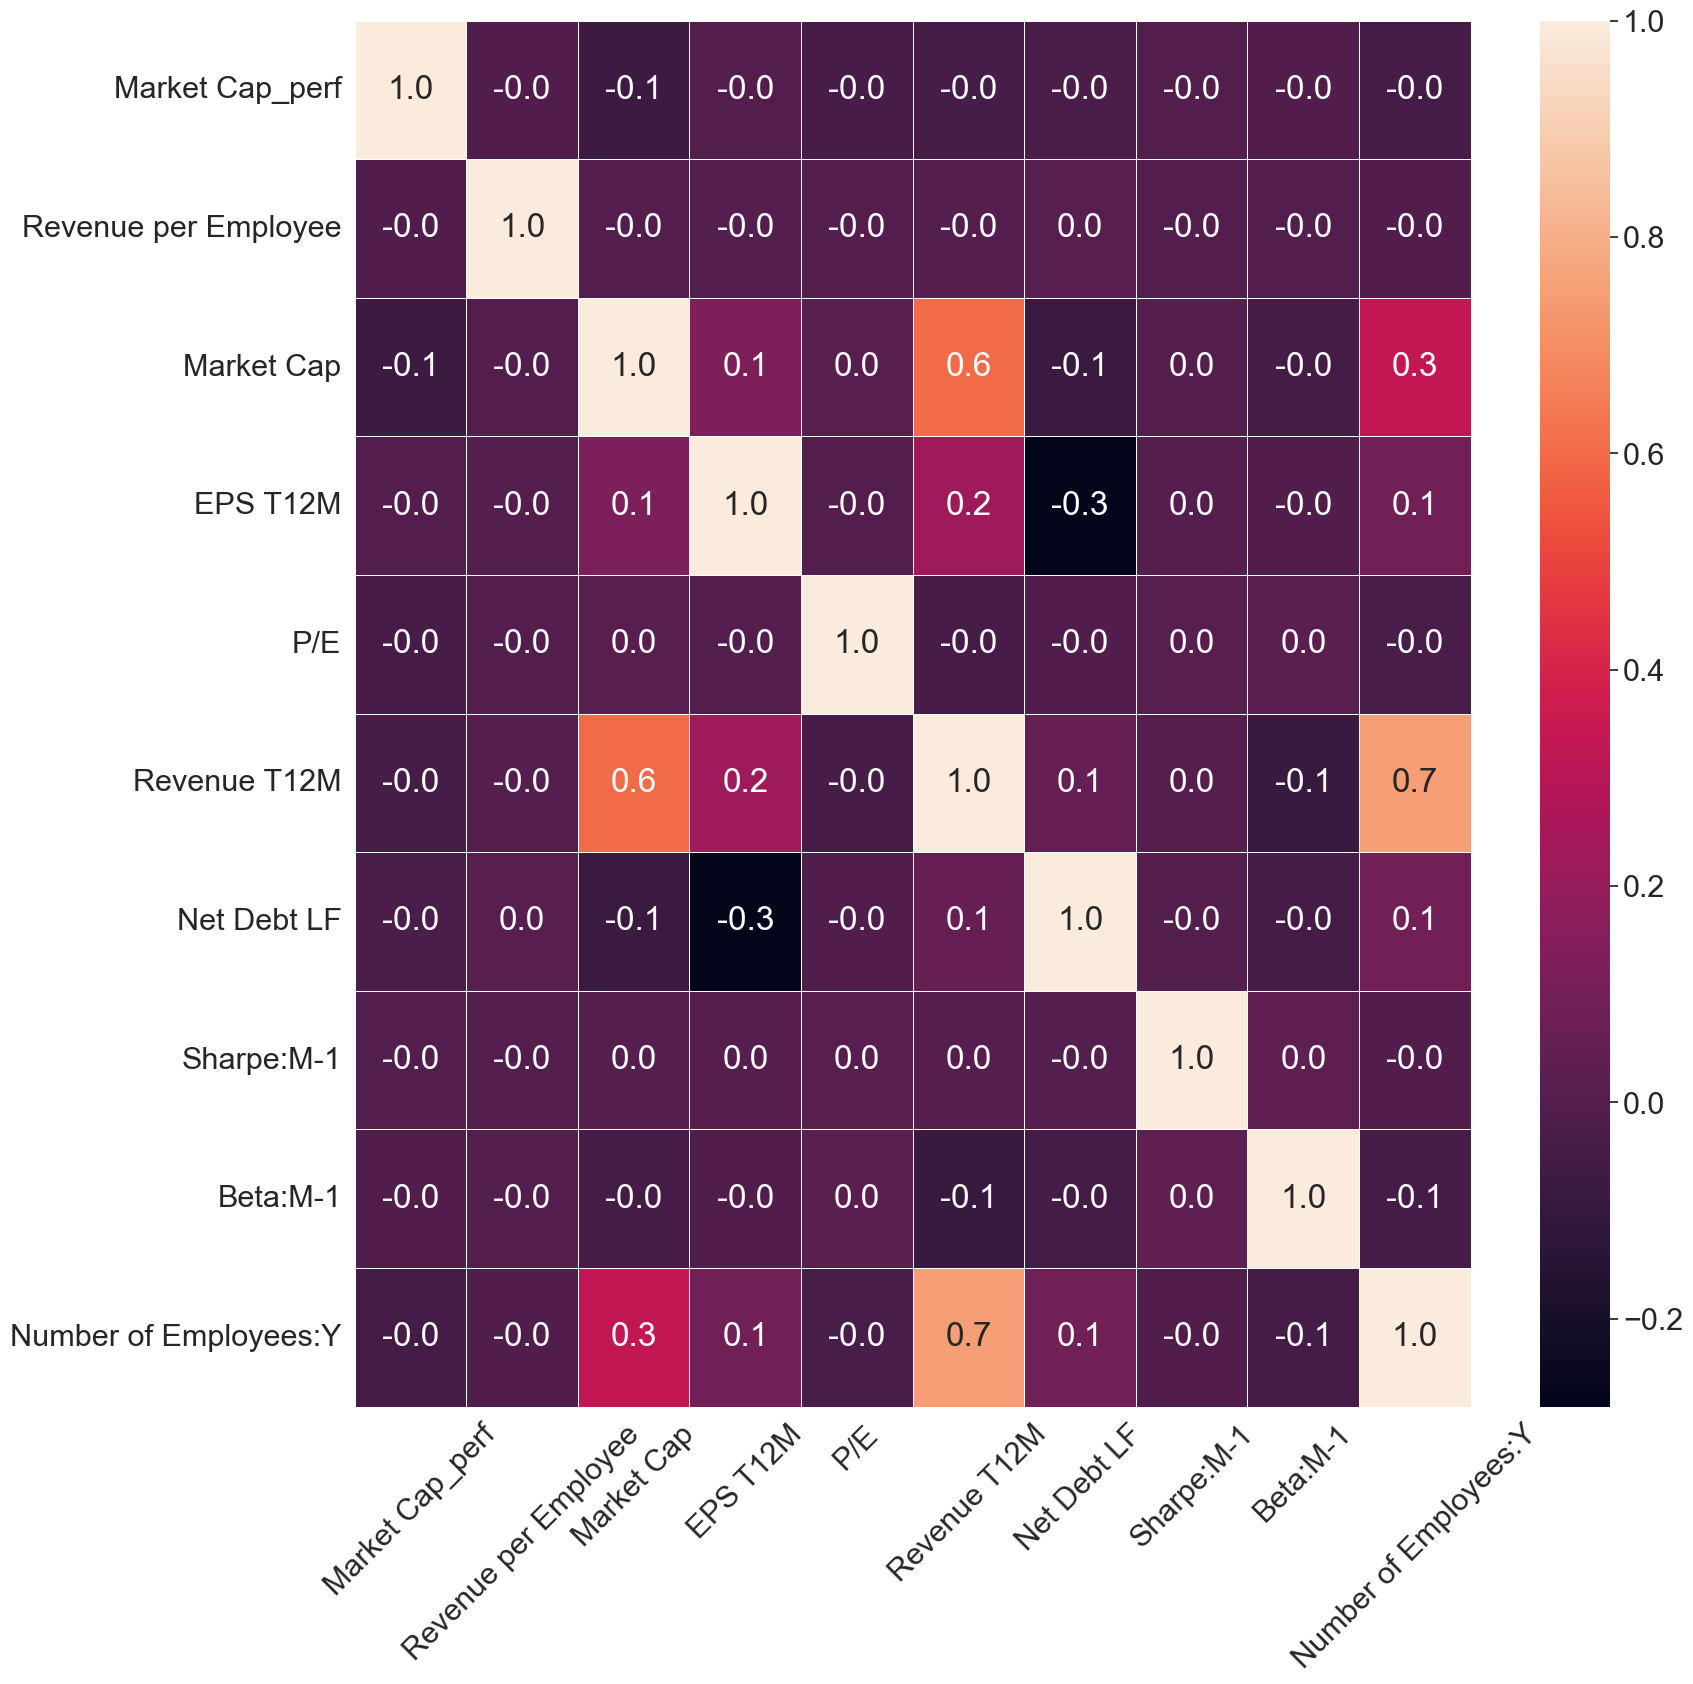 Market Cap_perf 1.0 -0.0 -0.1 -0.0 -0.0 -0.0 -0.0 -0.0 -0.0 -0.0
Revenue per Employee -0.0 1.0 -0.0 -0.0 -0.0 -0.0 0.0 -0.0 -0.0 -0.0
Market Cap -0.1 -0.0 1.0 0.1 0.0 0.6 -0.1 0.0 -0.0 0.3
EPS T12M -0.0 -0.0 0.1 1.0 -0.0 0.2 -0.3 0.0 -0.0 0.1
P/E -0.0 -0.0 0.0 -0.0 1.0 -0.0 -0.0 0.0 0.0 -0.0
Revenue T12M -0.0 -0.0 0.6 0.2 -0.0 1.0 0.1 0.0 -0.1 0.7
Net Debt LF -0.0 0.0 -0.1 -0.3 -0.0 0.1 1.0 -0.0 -0.0 0.1
Sharpe:M-1 -0.0 -0.0 0.0 0.0 0.0 0.0 -0.0 1.0 0.0 -0.0
Beta:M-1 -0.0 -0.0 -0.0 -0.0 0.0 -0.1 -0.0 0.0 1.0 -0.1
Number of Employees:Y -0.0 -0.0 0.3 0.1 -0.0 0.7 0.1 -0.0 -0.1 1.0
Market Cap_perf
Revenue per Employee
Market Cap
EPS T12M
P/E
Revenue T12M
Net Debt LF
Sharpe:M-1
Beta:M-1
Number of Employees:Y
1.0
0.8
0.6
0.4
0.2
0.0
−0.2